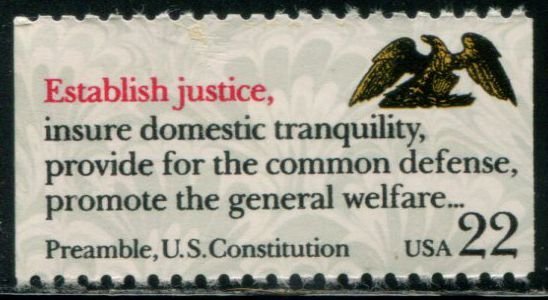 Establish justice,
insure domestic tranquility,
provide for the common defense,
promote the general welfare...
Preamble, U.S. Constitution USA 22